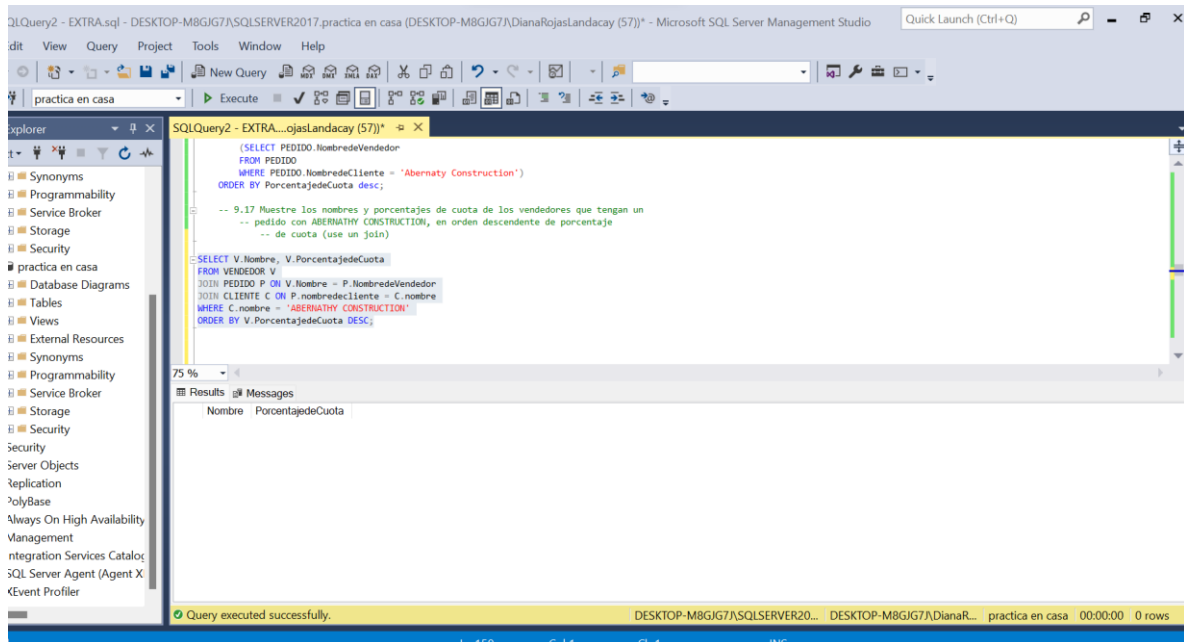 QLQuery2 - EXTRA.sql - DESKTOP-M8GJG7J\SQLSERVER2017.practica en casa (DESKTOP-M8GJG7J\DianaRojasLandacay (57))* - Microsoft SQL Server Management Studio
Quick Launch (Ctrl+Q)
dit View Query Project Tools Window Help
New Query
practica en casa
Execute
Explorer
SQLQuery2 - EXTRA....ojasLandacay (57))*
Synonyms
Programmability
Service Broker
Storage
Security
practica en casa
Database Diagrams
Tables
Views
External Resources
Synonyms
Programmability
Service Broker
Storage
Security
Security
Server Objects
Replication
PolyBase
Always On High Availability
Management
ntegration Services Catalog
SQL Server Agent (Agent X
XEvent Profiler
(SELECT PEDIDO.NombredeVendedor
FROM PEDIDO
WHERE PEDIDO.NombredeCliente = 'Abernaty Construction')
ORDER BY PorcentajedeCuota desc;
-- 9.17 Muestre los nombres y porcentajes de cuota de los vendedores que tengan un
-- pedido con ABERNATHY CONSTRUCTION, en orden descendente de porcentaje
-- de cuota (use un join)
SELECT V.Nombre, V.PorcentajedeCuota
FROM VENDEDOR V
JOIN PEDIDO P ON V.Nombre = P.NombredeVendedor
JOIN CLIENTE C ON P.nombredecliente = C.nombre
WHERE C.nombre = 'ABERNATHY CONSTRUCTION'
ORDER BY V.PorcentajedeCuota DESC;
75 %
Results Messages
Nombre PorcentajedeCuota
Query executed successfully.
DESKTOP-M8GJG7J\SQLSERVER20... DESKTOP-M8GJG7J\DianaR... practica en casa 00:00:00 0 rows